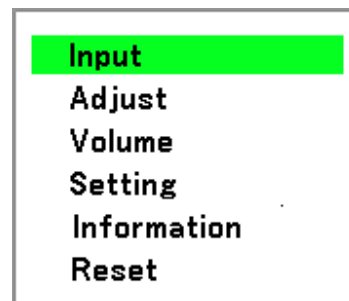 Input
Adjust
Volume
Setting
Information
Reset